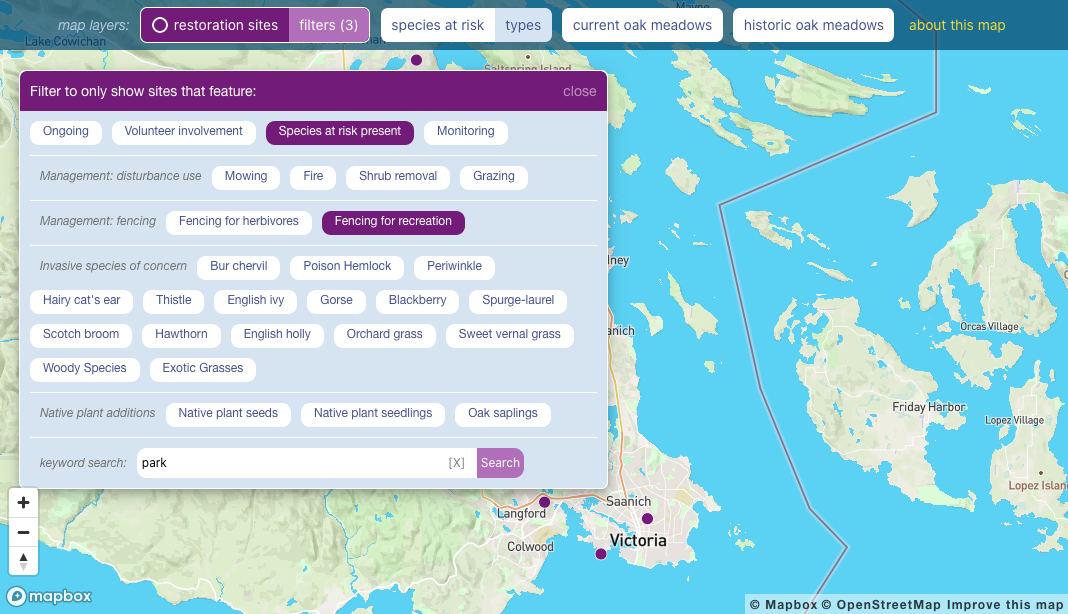 Mayne
map layers: restoration sites filters (3) species at risk types current oak meadows historic oak meadows about this map
Lake Cowichan
Saltspring Island
Filter to only show sites that feature: close
Ongoing Volunteer involvement Species at risk present Monitoring
Management: disturbance use Mowing Fire Shrub removal Grazing
Management: fencing Fencing for herbivores Fencing for recreation
Invasive species of concern Bur chervil Poison Hemlock Periwinkle
Hairy cat's ear Thistle English ivy Gorse Blackberry Spurge-laurel
Scotch broom Hawthorn English holly Orchard grass Sweet vernal grass
Woody Species Exotic Grasses
Native plant additions Native plant seeds Native plant seedlings Oak saplings
keyword search: park [X] Search
dney
anich
Orcas Village
Friday Harbor
Lopez Village
Lopez Islan
Saanich
Langford
Victoria
Colwood
mapbox
© Mapbox © OpenStreetMap Improve this map